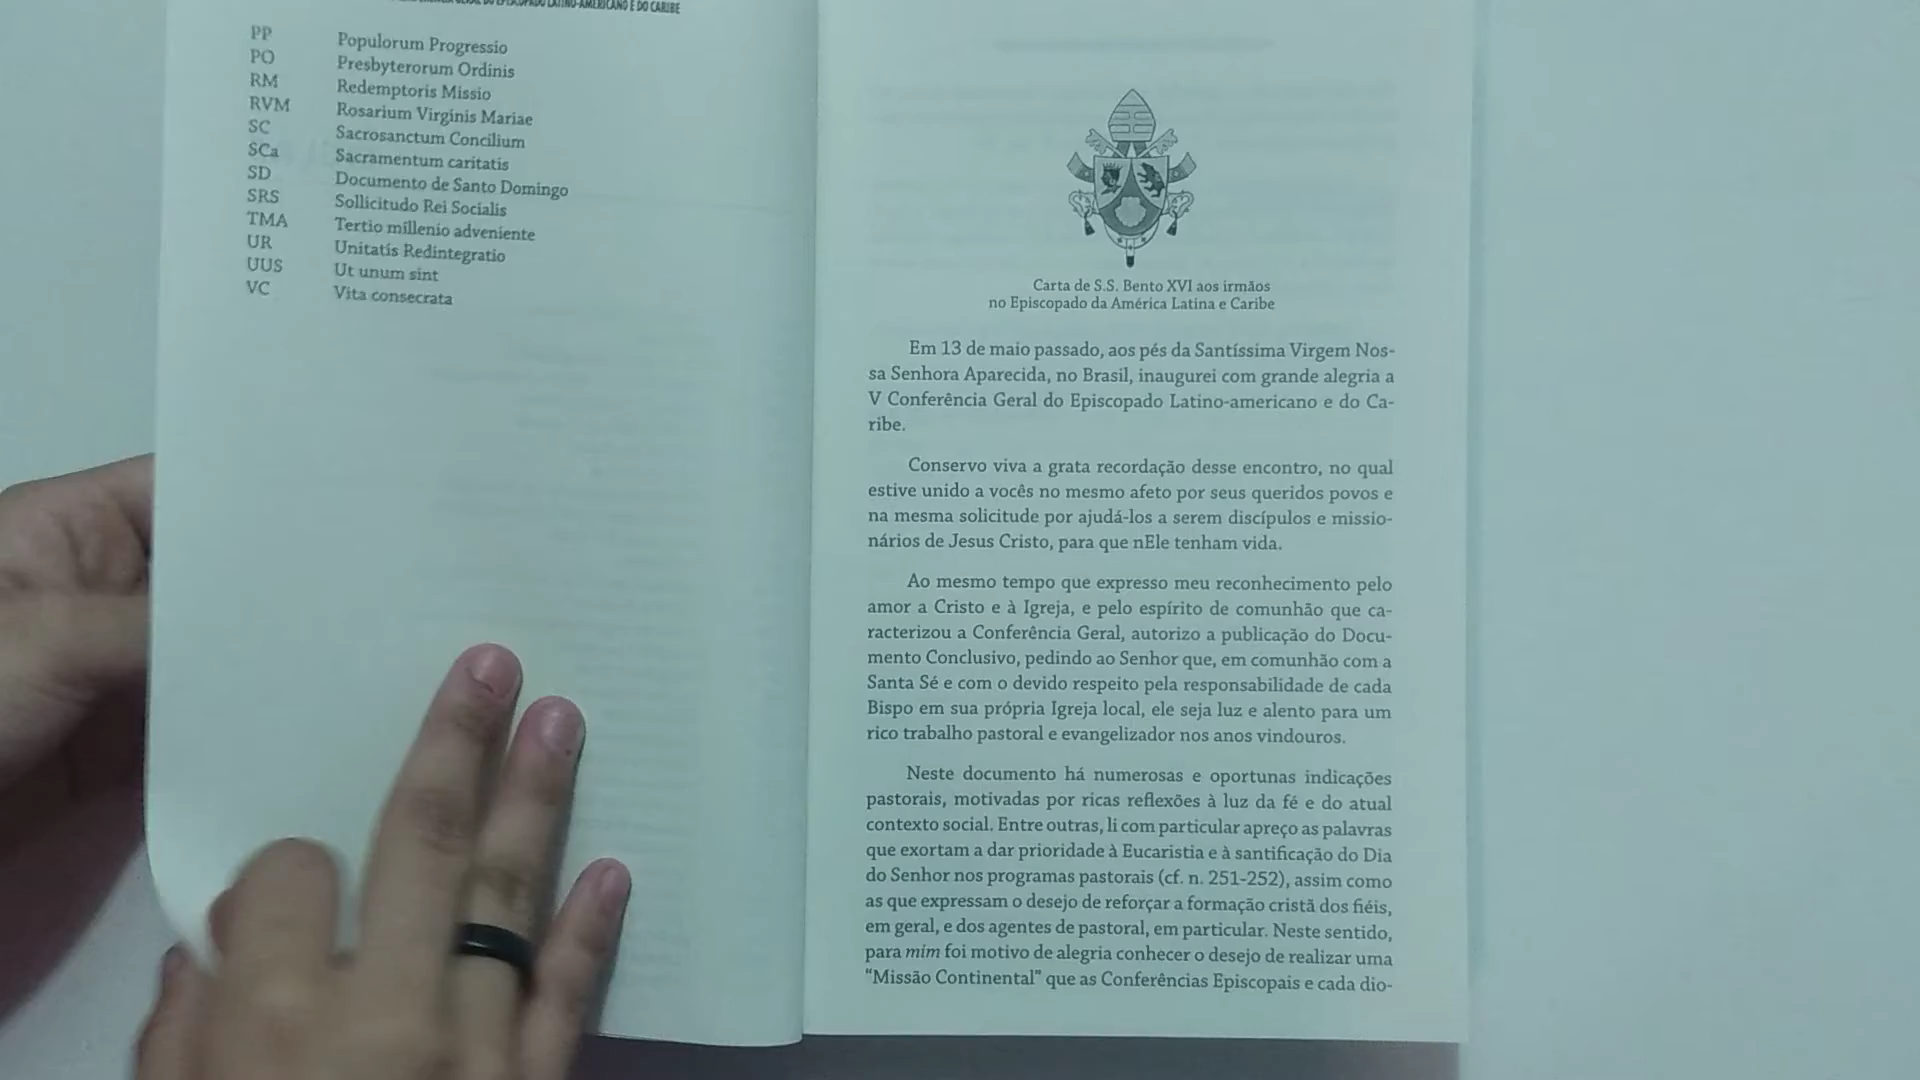 LATINO-AMERICANO E DO CARIBE
PP Populorum Progressio
PO Presbyterorum Ordinis
RM Redemptoris Missio
RVM Rosarium Virginis Mariae
SC Sacrosanctum Concilium
SCa Sacramentum caritatis
SD Documento de Santo Domingo
SRS Sollicitudo Rei Socialis
TMA Tertio millenio adveniente
UR Unitatis Redintegratio
UUS Ut unum sint
VC Vita consecrata
Carta de S.S. Bento XVI aos irmãos
no Episcopado da América Latina e Caribe
Em 13 de maio passado, aos pés da Santíssima Virgem Nos-
sa Senhora Aparecida, no Brasil, inaugurei com grande alegria a
V Conferência Geral do Episcopado Latino-americano e do Ca-
ribe.
Conservo viva a grata recordação desse encontro, no qual
estive unido a vocês no mesmo afeto por seus queridos povos e
na mesma solicitude por ajudá-los a serem discípulos e missio-
nários de Jesus Cristo, para que nEle tenham vida.
Ao mesmo tempo que expresso meu reconhecimento pelo
amor a Cristo e à Igreja, e pelo espírito de comunhão que ca-
racterizou a Conferência Geral, autorizo a publicação do Docu-
mento Conclusivo, pedindo ao Senhor que, em comunhão com a
Santa Sé e com o devido respeito pela responsabilidade de cada
Bispo em sua própria Igreja local, ele seja luz e alento para um
rico trabalho pastoral e evangelizador nos anos vindouros.
Neste documento há numerosas e oportunas indicações
pastorais, motivadas por ricas reflexões à luz da fé e do atual
contexto social. Entre outras, li com particular apreço as palavras
que exortam a dar prioridade à Eucaristia e à santificação do Dia
do Senhor nos programas pastorais (cf. n. 251-252), assim como
as que expressam o desejo de reforçar a formação cristã dos fiéis,
em geral, e dos agentes de pastoral, em particular. Neste sentido,
para mim foi motivo de alegria conhecer o desejo de realizar uma
“Missão Continental” que as Conferências Episcopais e cada dio-